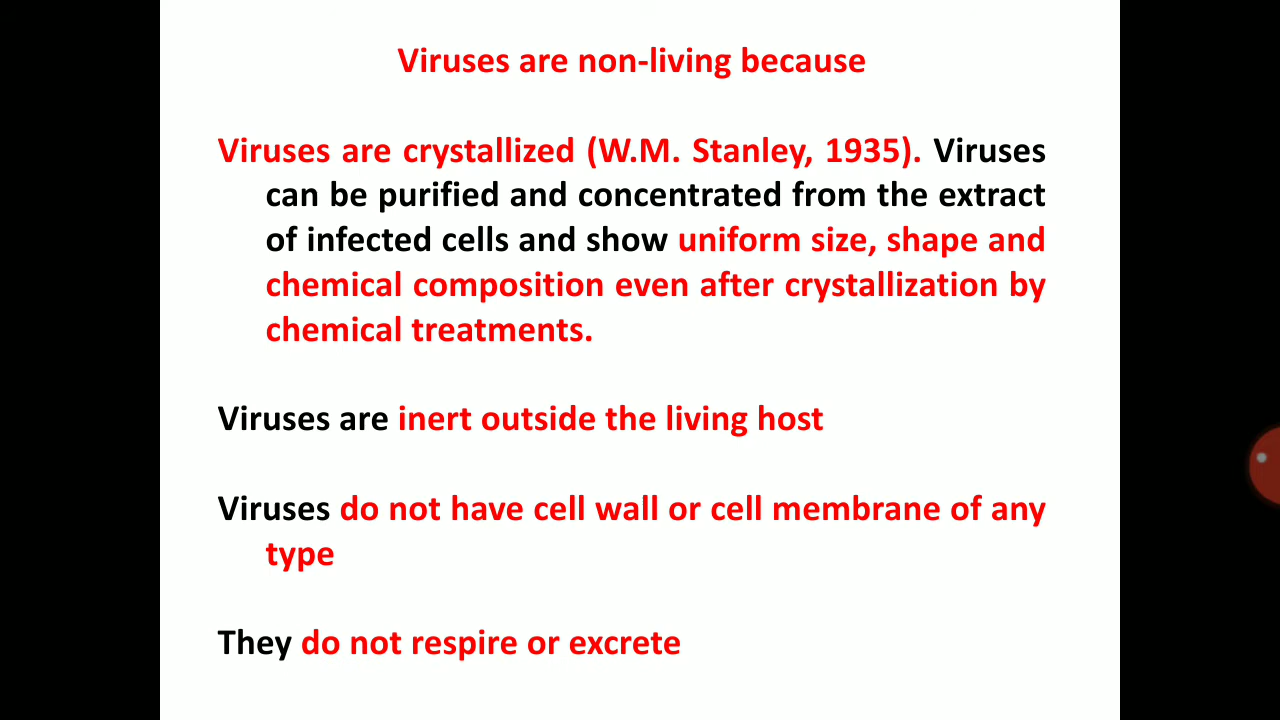 Viruses are non-living because
Viruses are crystallized (W.M. Stanley, 1935). Viruses
can be purified and concentrated from the extract
of infected cells and show uniform size, shape and
chemical composition even after crystallization by
chemical treatments.
Viruses are inert outside the living host
Viruses do not have cell wall or cell membrane of any
type
They do not respire or excrete